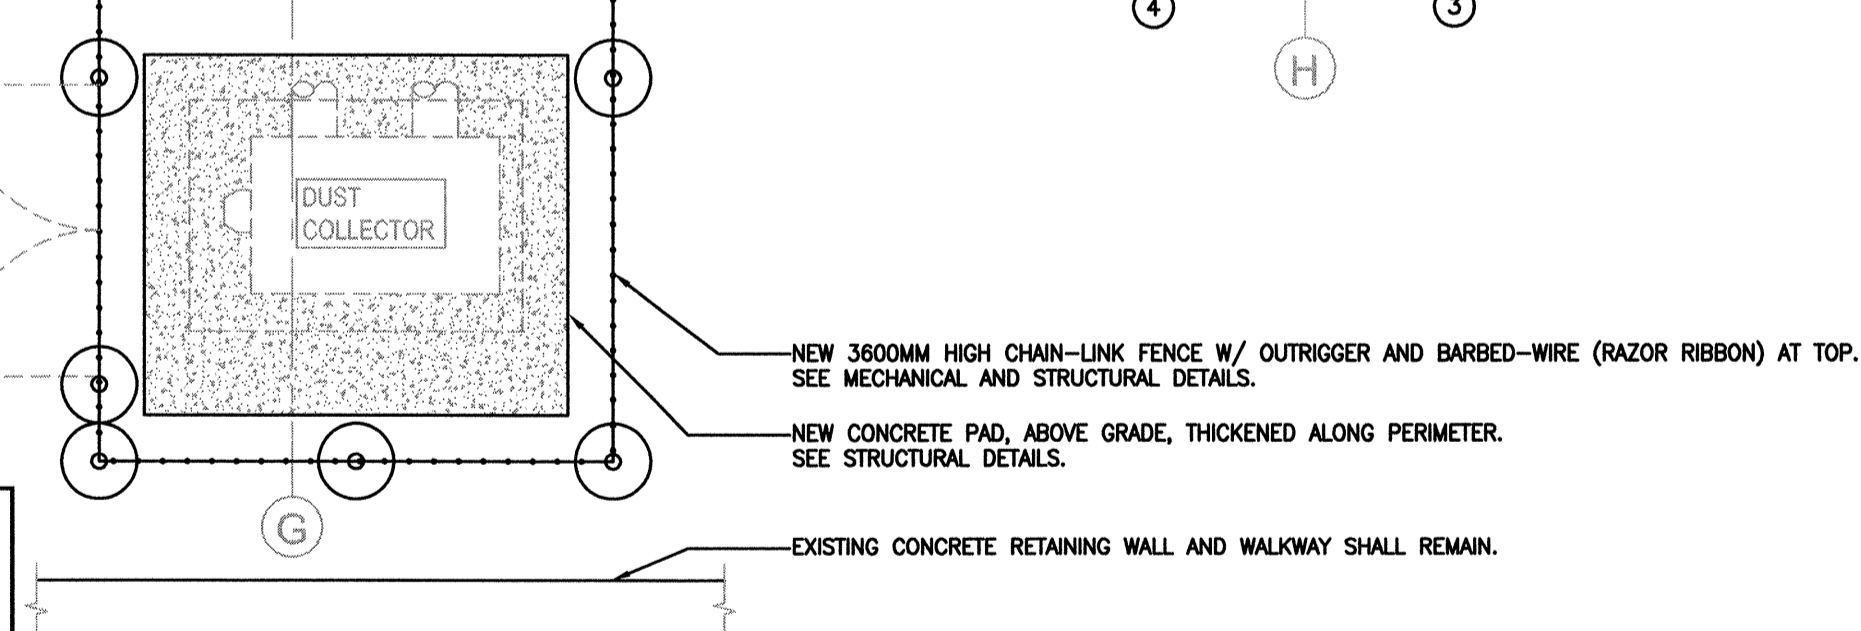 4
3
H
DUST
COLLECTOR
NEW 3600MM HIGH CHAIN-LINK FENCE W/ OUTRIGGER AND BARBED-WIRE (RAZOR RIBBON) AT TOP.
SEE MECHANICAL AND STRUCTURAL DETAILS.
NEW CONCRETE PAD, ABOVE GRADE, THICKENED ALONG PERIMETER.
SEE STRUCTURAL DETAILS.
G
EXISTING CONCRETE RETAINING WALL AND WALKWAY SHALL REMAIN.